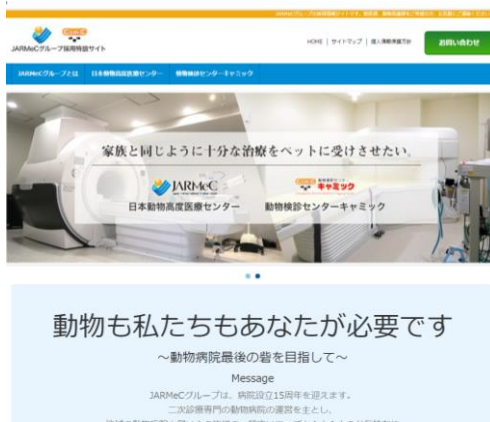 JARMeCグループ採用特設サイト
HOME | サイトマップ | 個人情報保護方針
お問い合わせ
JARMeCグループとは 日本動物高度医療センター 動物検診センターキャミック
家族と同じように十分な治療をペットに受けさせたい。
JARMeC
日本動物高度医療センター
キャミック
動物検診センターキャミック
動物も私たちもあなたが必要です
~動物病院最後の砦を目指して~
Message
JARMeCグループは、病院設立15周年を迎えます。
二次診療専門の動物病院の運営を主とし、